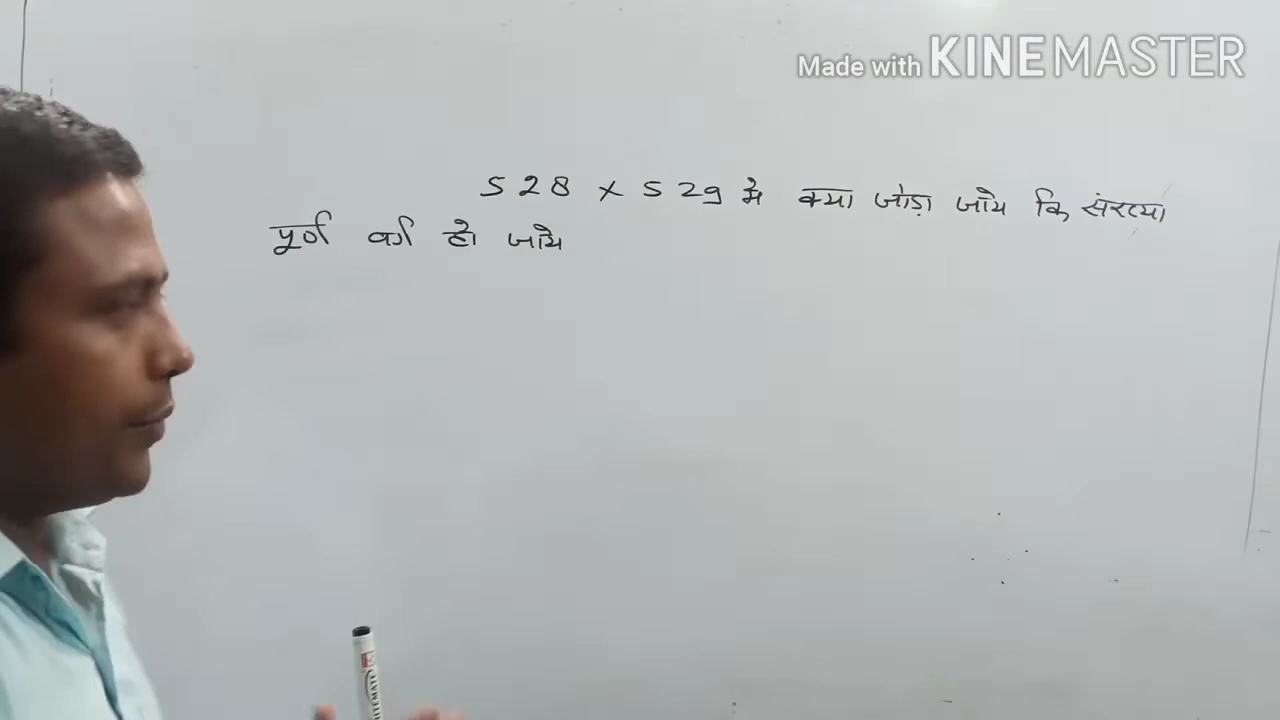 Made with KINEMASTER
528 × 529 मे क्या जोड़ा जाये कि संख्या
पूर्ण वर्ग हो जाये